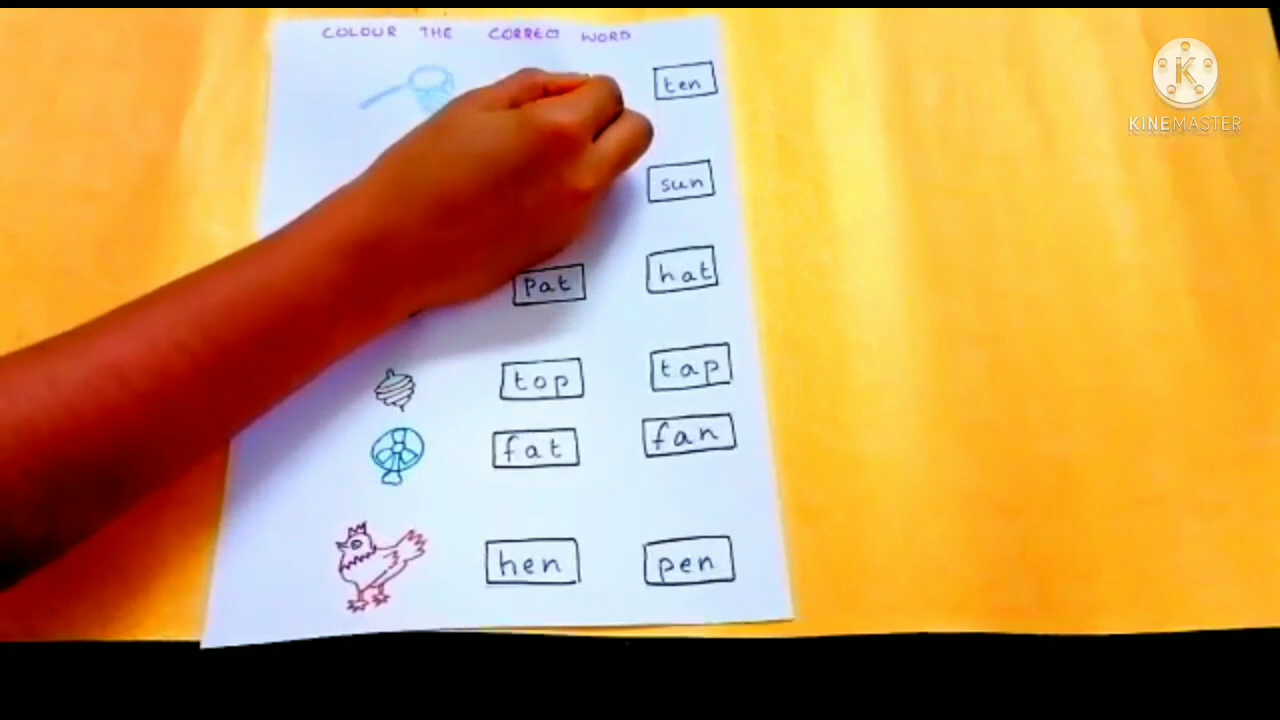 COLOUR THE CORRECT WORD
ten
sun
pat hat
top tap
fat fan
hen pen
KINEMASTER